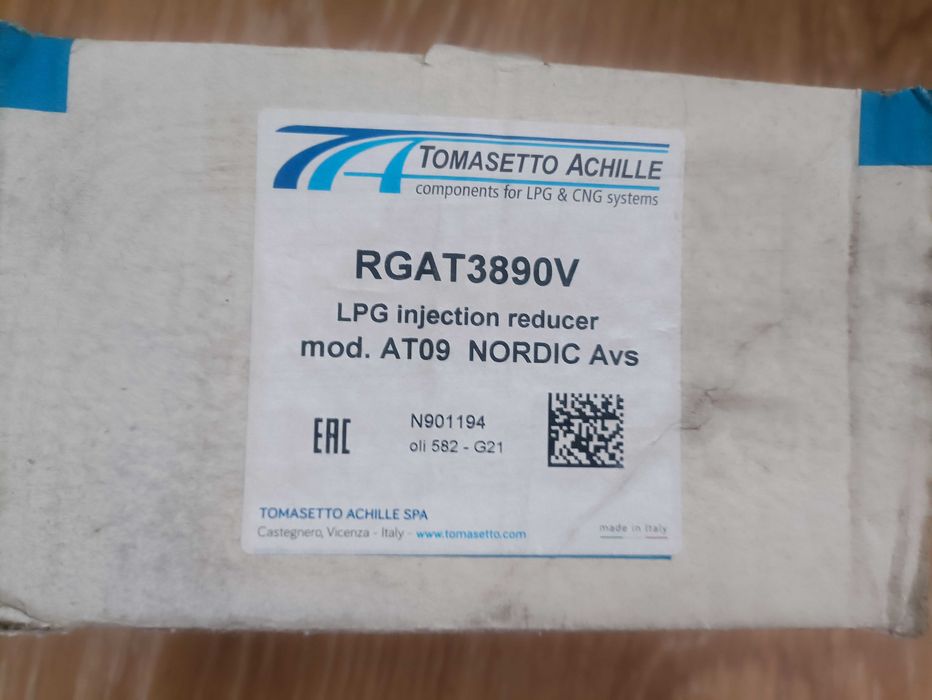 TOMASETTO ACHILLE
components for LPG & CNG systems
RGAT3890V
LPG injection reducer
mod. AT09 NORDIC Avs
EAC
N901194
oli 582 - G21
TOMASETTO ACHILLE SPA
Castegnero, Vicenza - Italy - www.tomasetto.com
made in Italy